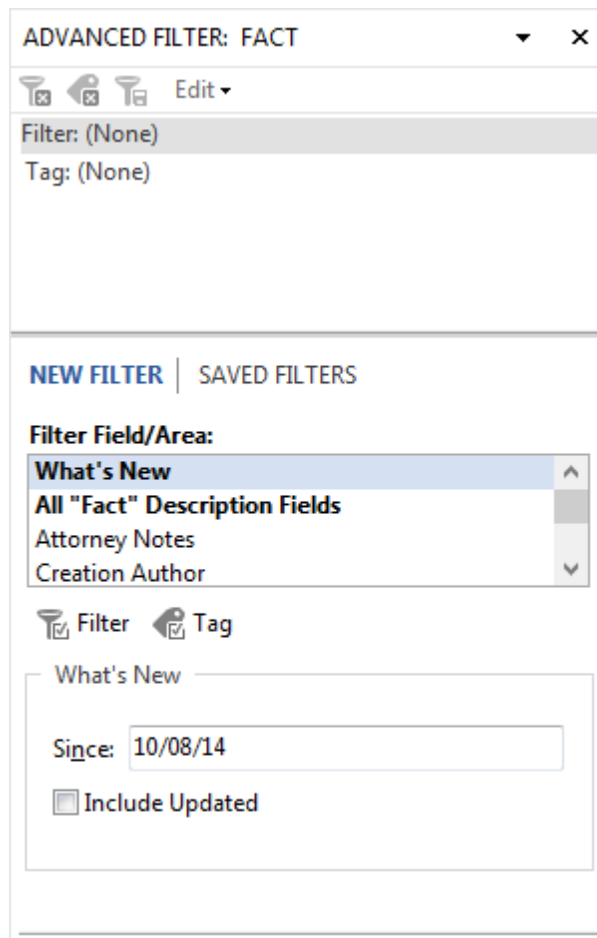 ADVANCED FILTER: FACT
Edit
Filter: (None)
Tag: (None)
NEW FILTER | SAVED FILTERS
Filter Field/Area:
What's New
All "Fact" Description Fields
Attorney Notes
Creation Author
Filter Tag
What's New
Since: 10/08/14
Include Updated